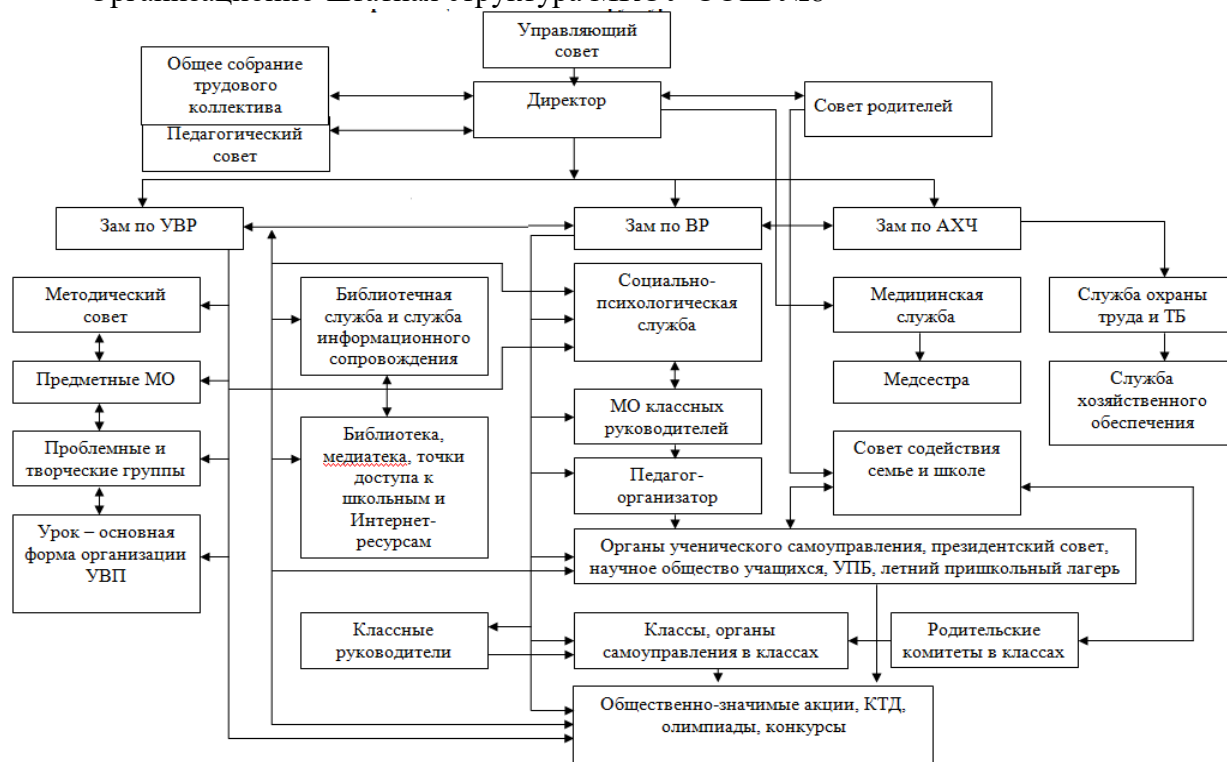 Организационно-штатная структура
Управляющий
совет
Общее собрание
трудового
коллектива
Директор
Совет родителей
Педагогический
совет
Зам по УВР
Зам по ВР
Зам по АХЧ
Методический
совет
Библиотечная
служба и служба
информационного
сопровождения
Социально-
психологическая
служба
Медицинская
служба
Служба охраны
труда и ТБ
Предметные МО
Медсестра
Служба
хозяйственного
обеспечения
МО классных
руководителей
Проблемные и
творческие группы
Библиотека,
медиатека, точки
доступа к
школьным и
Интернет-
ресурсам
Педагог-
организатор
Совет содействия
семье и школе
Урок – основная
форма организации
УВП
Органы ученического самоуправления, президентский совет,
научное общество учащихся, УПБ, летний пришкольный лагерь
Классные
руководители
Классы, органы
самоуправления в классах
Родительские
комитеты в классах
Общественно-значимые акции, КТД,
олимпиады, конкурсы